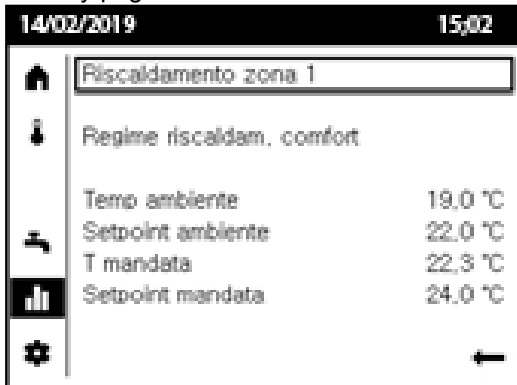 14/02/2019 15:02
Riscaldamento zona 1
Regime riscaldam. comfort
Temp ambiente 19.0 °C
Setpoint ambiente 22.0 °C
T mandata 22.3 °C
Setpoint mandata 24.0 °C